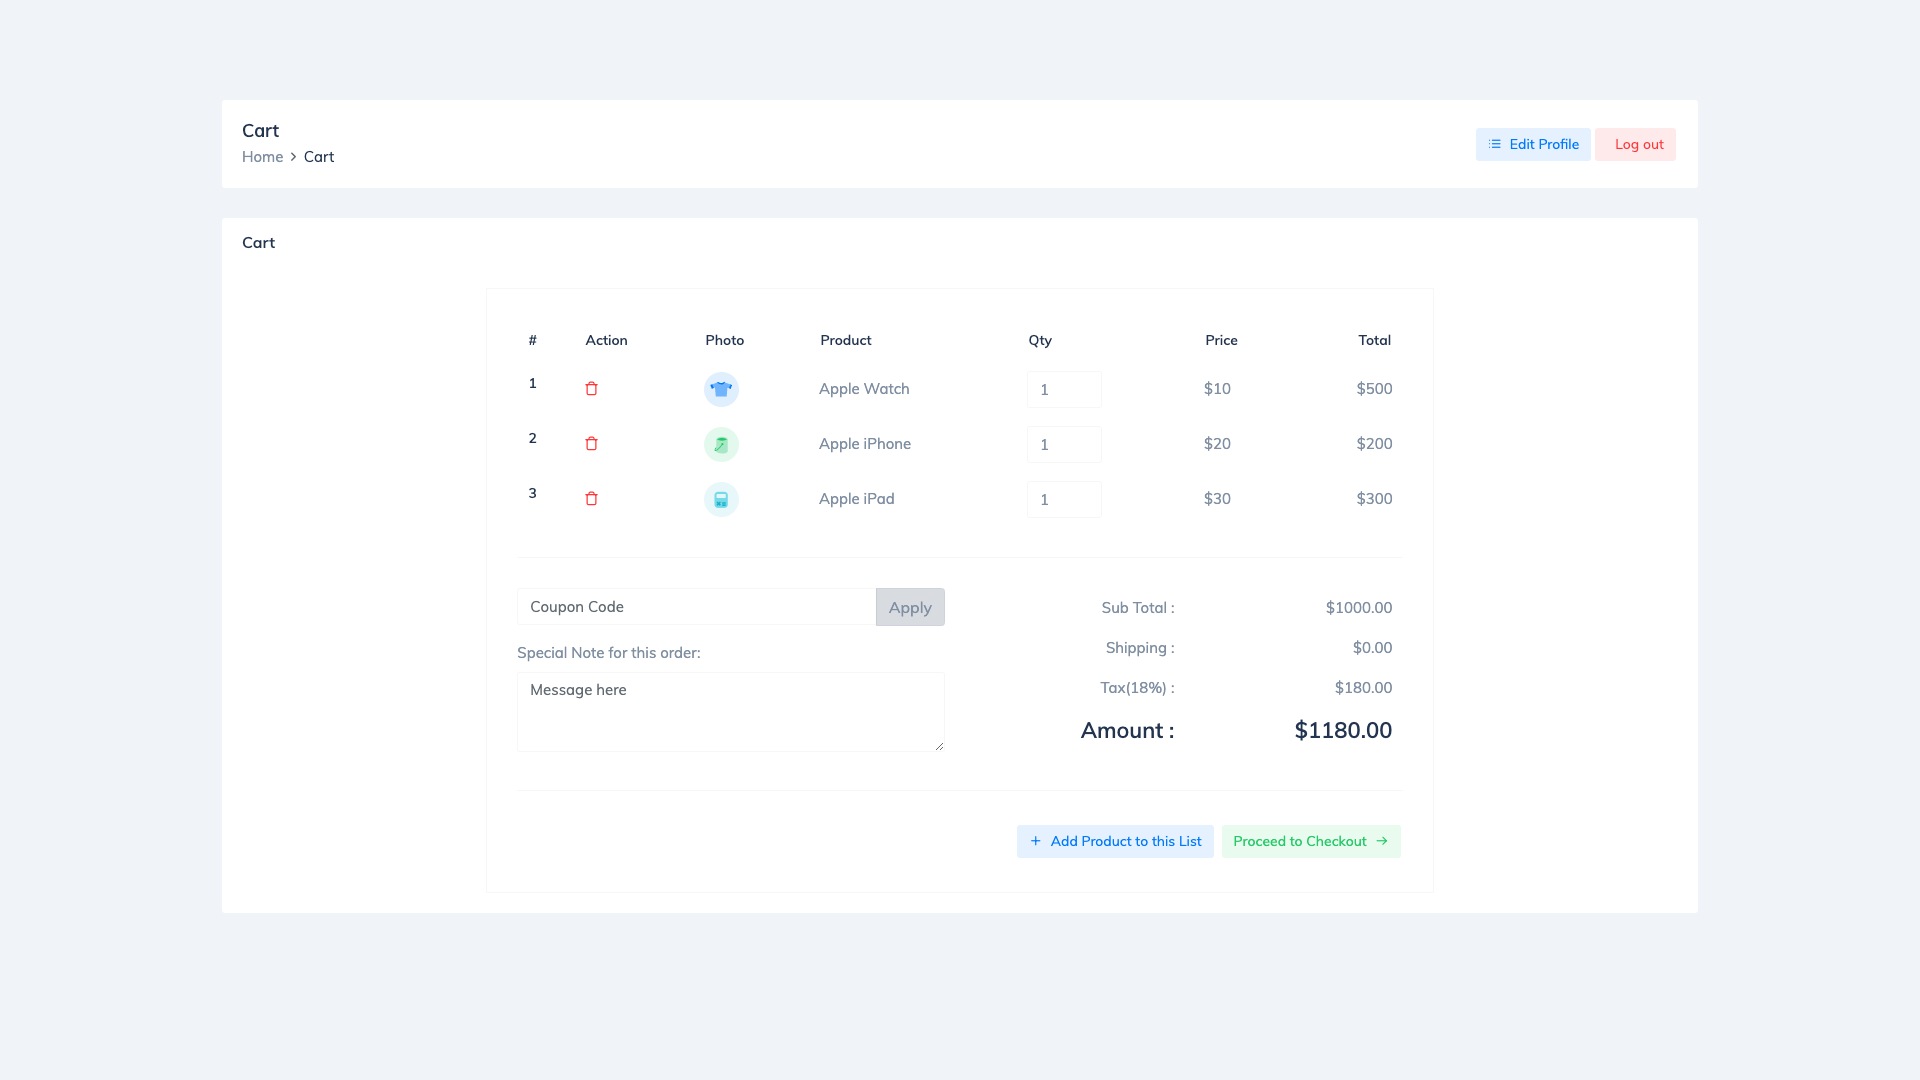 Cart
Home > Cart
Edit Profile
Log out
Cart
# Action Photo Product Qty Price Total
1 Apple Watch 1 $10 $500
2 Apple iPhone 1 $20 $200
3 Apple iPad 1 $30 $300
Coupon Code Apply
Special Note for this order:
Message here
Sub Total : $1000.00
Shipping : $0.00
Tax(18%) : $180.00
Amount : $1180.00
+ Add Product to this List
Proceed to Checkout →